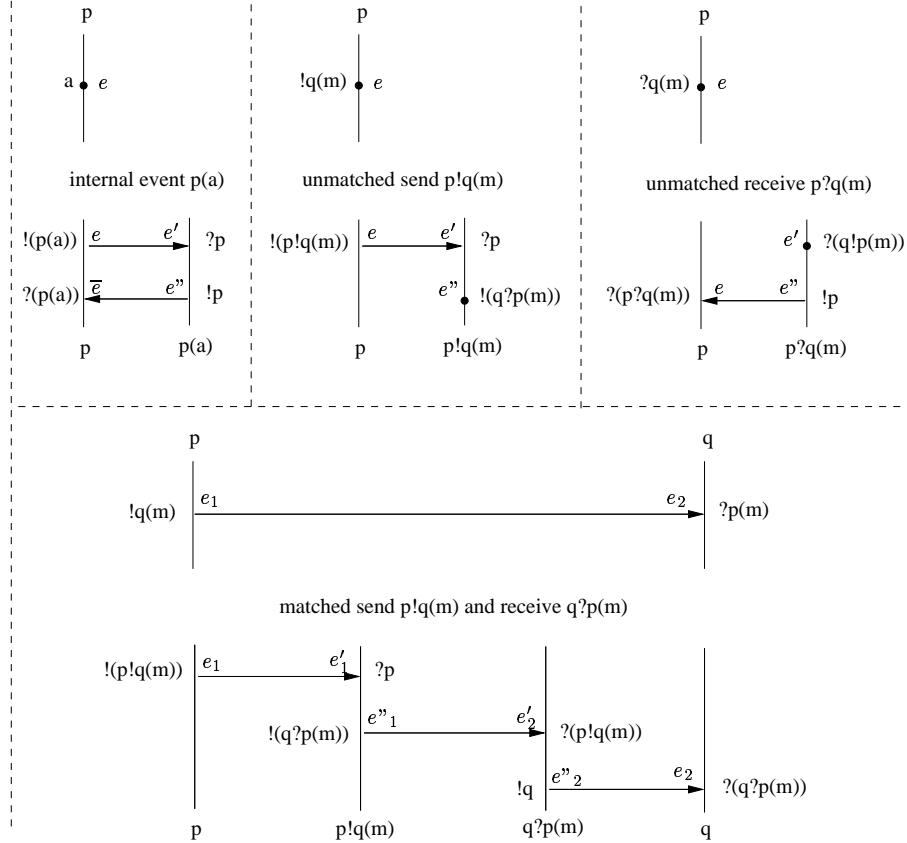 p p p
a e !q(m) e ?q(m) e
internal event p(a) unmatched send p!q(m) unmatched receive p?q(m)
!(p(a)) e e′ ?p !(p!q(m)) e e′ ?p e′ ?(q!p(m))
?(p(a)) e̅ e" !p e" !(q?p(m)) ?(p?q(m)) e e" !p
p p(a) p p!q(m) p p?q(m)
p q
!q(m) e₁ e₂ ?p(m)
matched send p!q(m) and receive q?p(m)
!(p!q(m)) e₁ e′₁ ?p
!(q?p(m)) e"₁ e′₂ ?(p!q(m))
!q e"₂ e₂ ?(q?p(m))
p p!q(m) q?p(m) q